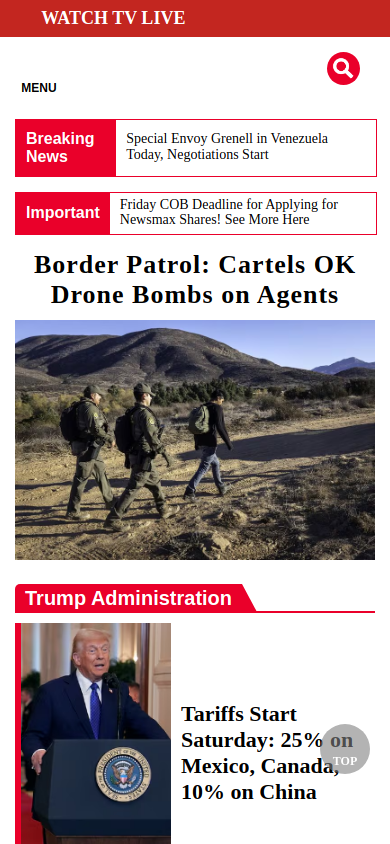 WATCH TV LIVE
MENU
Breaking
News
Special Envoy Grenell in Venezuela
Today, Negotiations Start
Important
Friday COB Deadline for Applying for
Newsmax Shares! See More Here
Border Patrol: Cartels OK
Drone Bombs on Agents
Trump Administration
Tariffs Start
Saturday: 25% on
Mexico, Canada,
10% on China
TOP